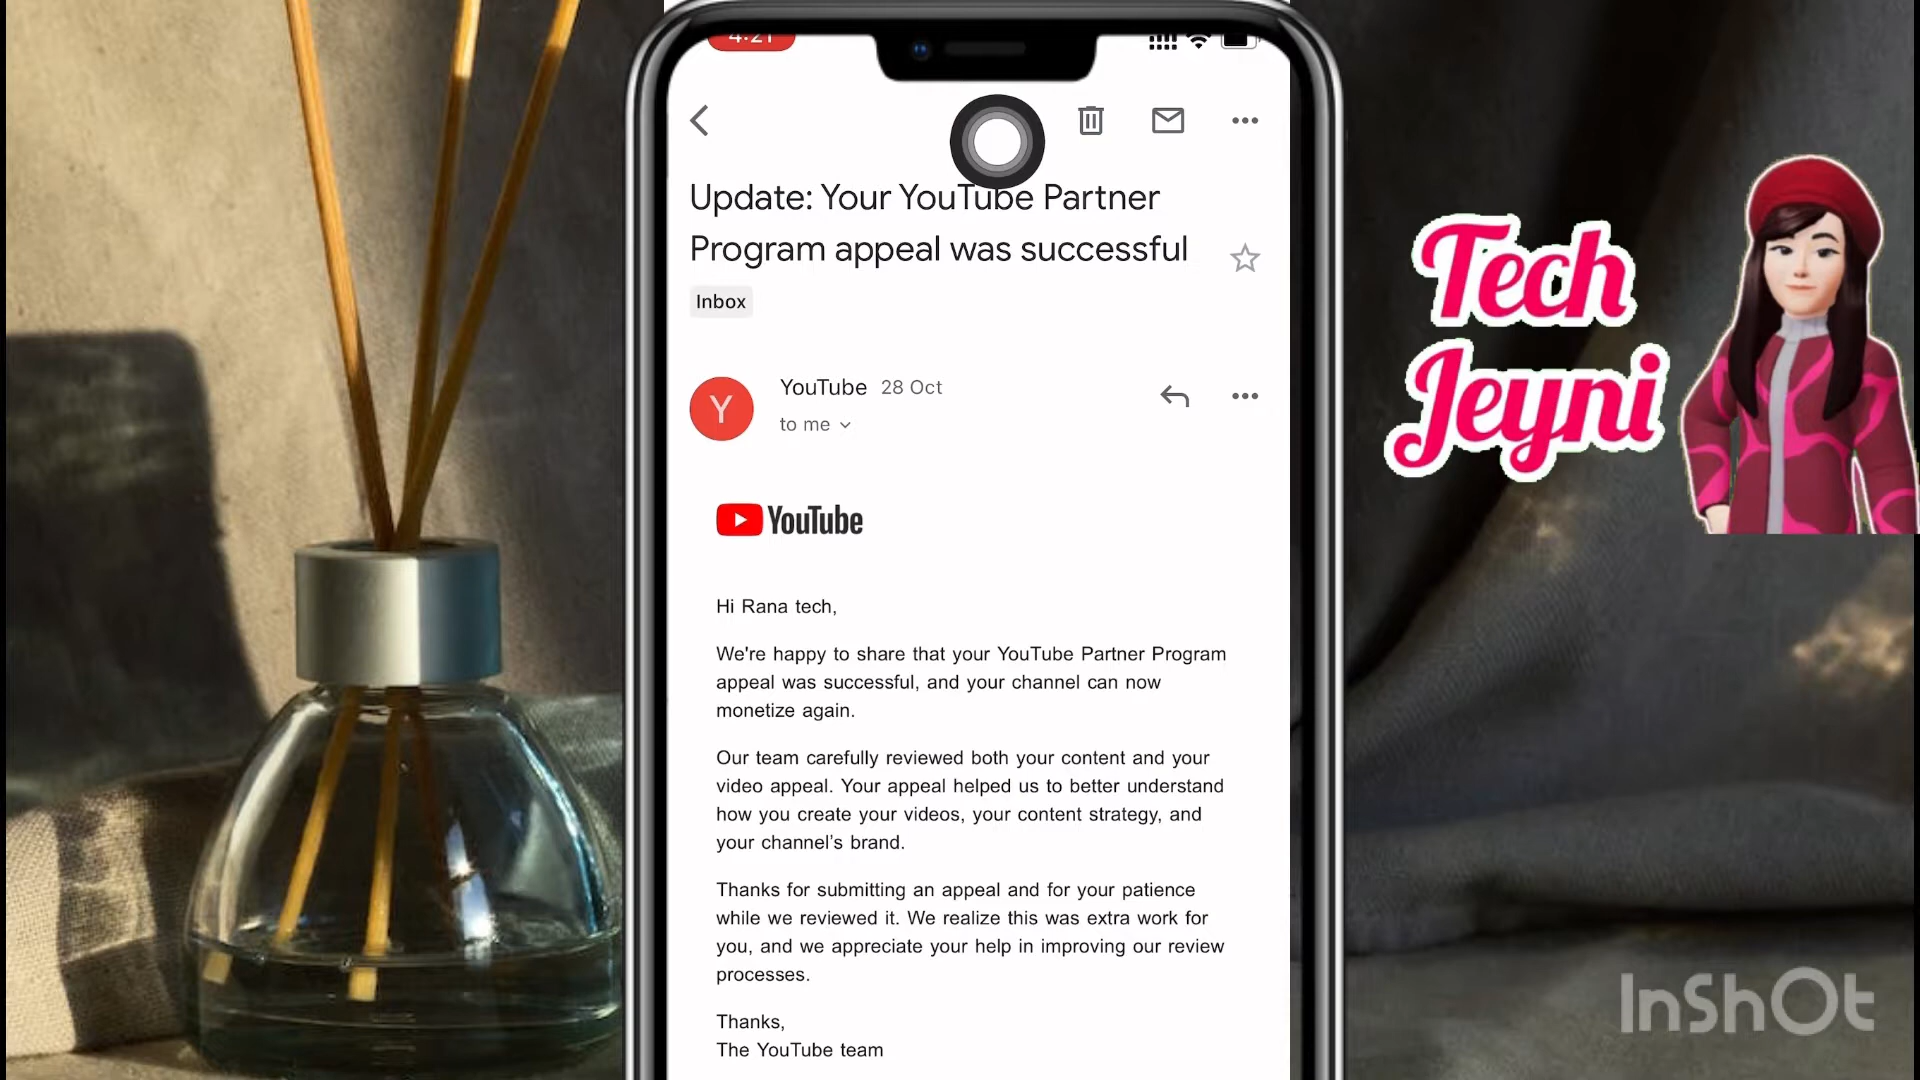 4:21
Update: Your YouTube Partner
Program appeal was successful
Inbox
YouTube 28 Oct
to me
Y
YouTube
Hi Rana tech,
We're happy to share that your YouTube Partner Program
appeal was successful, and your channel can now
monetize again.
Our team carefully reviewed both your content and your
video appeal. Your appeal helped us to better understand
how you create your videos, your content strategy, and
your channel's brand.
Thanks for submitting an appeal and for your patience
while we reviewed it. We realize this was extra work for
you, and we appreciate your help in improving our review
processes.
Thanks,
The YouTube team
Tech
Jeyni
InShOt